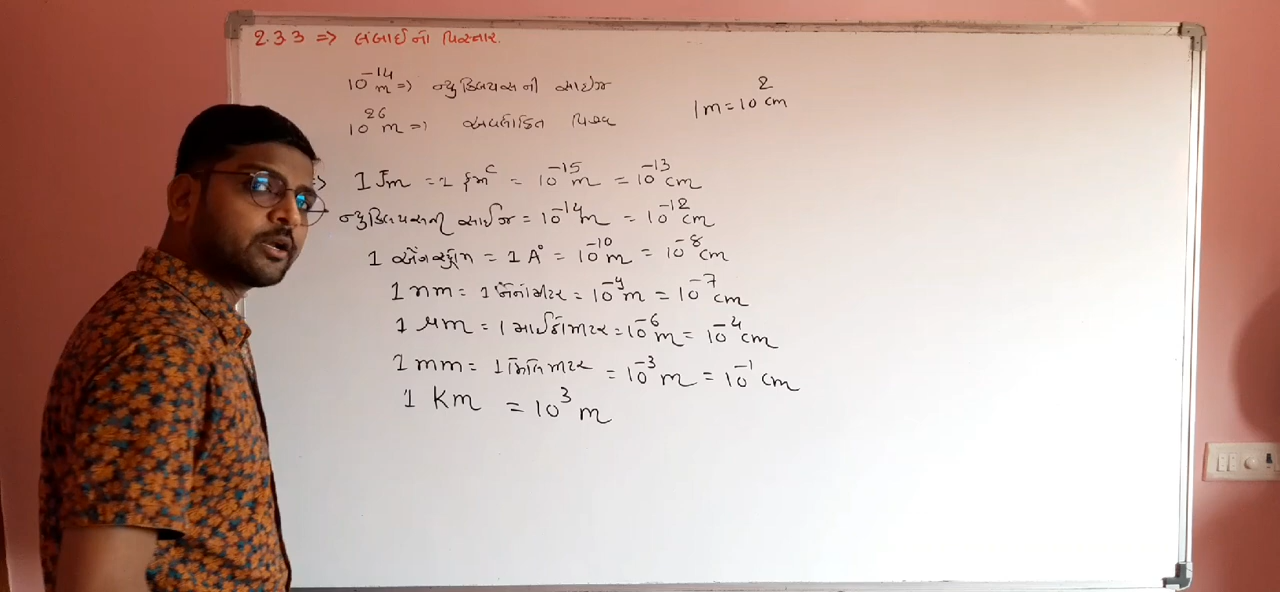 2.3.3 => લંબાઈનો વિસ્તાર.
10⁻¹⁴ m => ન્યુક્લિયસની સાઈઝ
10²⁶ m => અવલોકિત વિશ્વ
1m = 10² cm
=> 1 fm = 1 = 10⁻¹⁵ m = 10⁻¹³ cm
ન્યુક્લિયસની સાઈઝ = 10⁻¹⁴ m = 10⁻¹² cm
1 = 1 A° = 10⁻¹⁰ m = 10⁻⁸ cm
1 nm = 1 નેનોમીટર = 10⁻⁹ m = 10⁻⁷ cm
1 μm = 1 માઈક્રોમીટર = 10⁻⁶ m = 10⁻⁴ cm
1 mm = 1 મિલિમીટર = 10⁻³ m = 10⁻¹ cm
1 Km = 10³ m